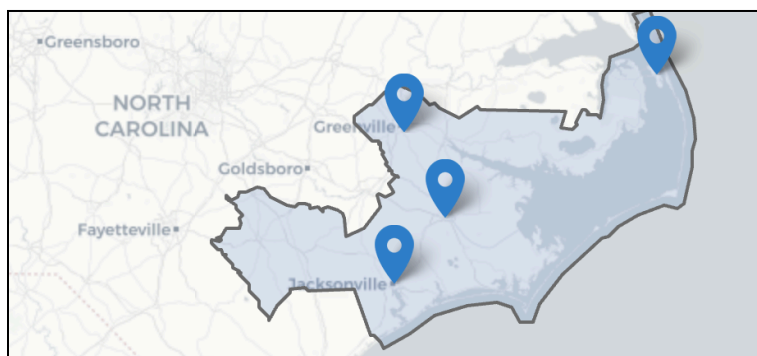 Greensboro
NORTH
CAROLINA
Greenville
Goldsboro
Fayetteville
Jacksonville